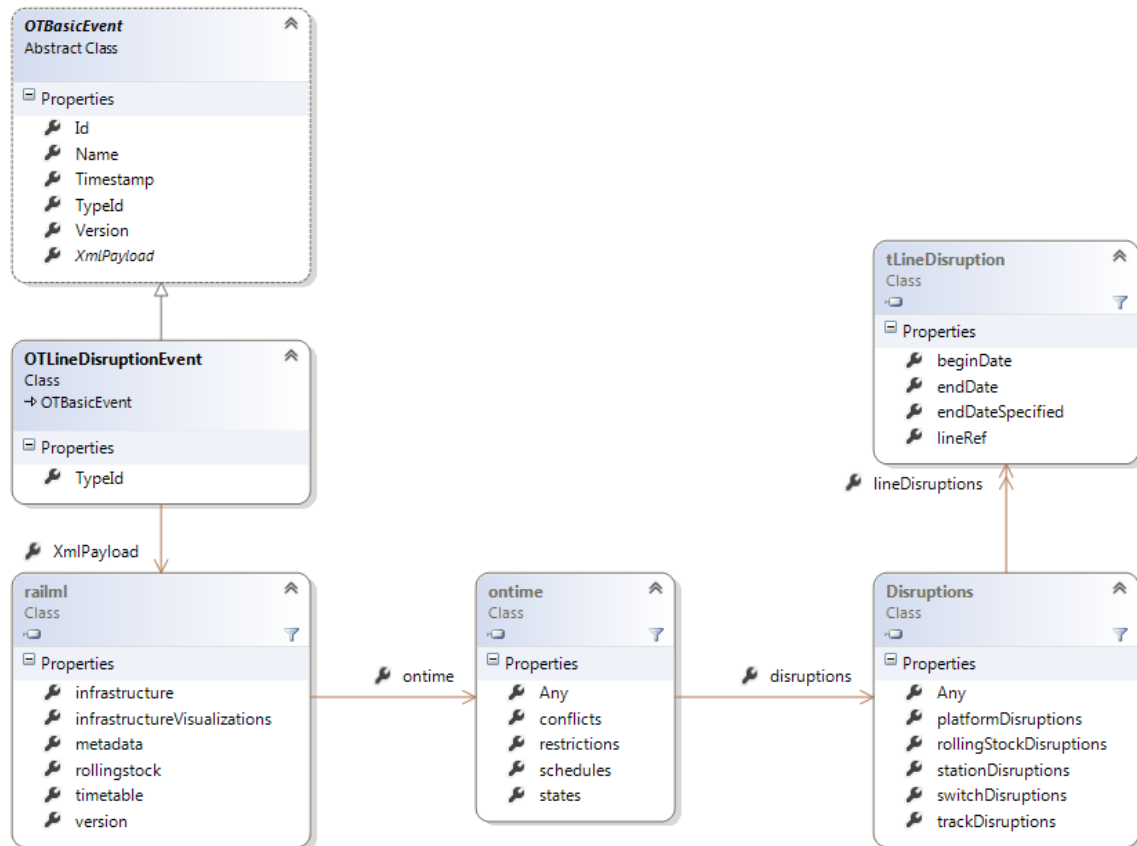 OTBasicEvent
Abstract Class
Properties
Id
Name
Timestamp
TypeId
Version
XmlPayload
OTLineDisruptionEvent
Class
OTBasicEvent
Properties
TypeId
XmlPayload
railml
Class
Properties
infrastructure
infrastructureVisualizations
metadata
rollingstock
timetable
version
ontime
ontime
Class
Properties
Any
conflicts
restrictions
schedules
states
disruptions
Disruptions
Class
Properties
Any
platformDisruptions
rollingStockDisruptions
stationDisruptions
switchDisruptions
trackDisruptions
lineDisruptions
tLineDisruption
Class
Properties
beginDate
endDate
endDateSpecified
lineRef